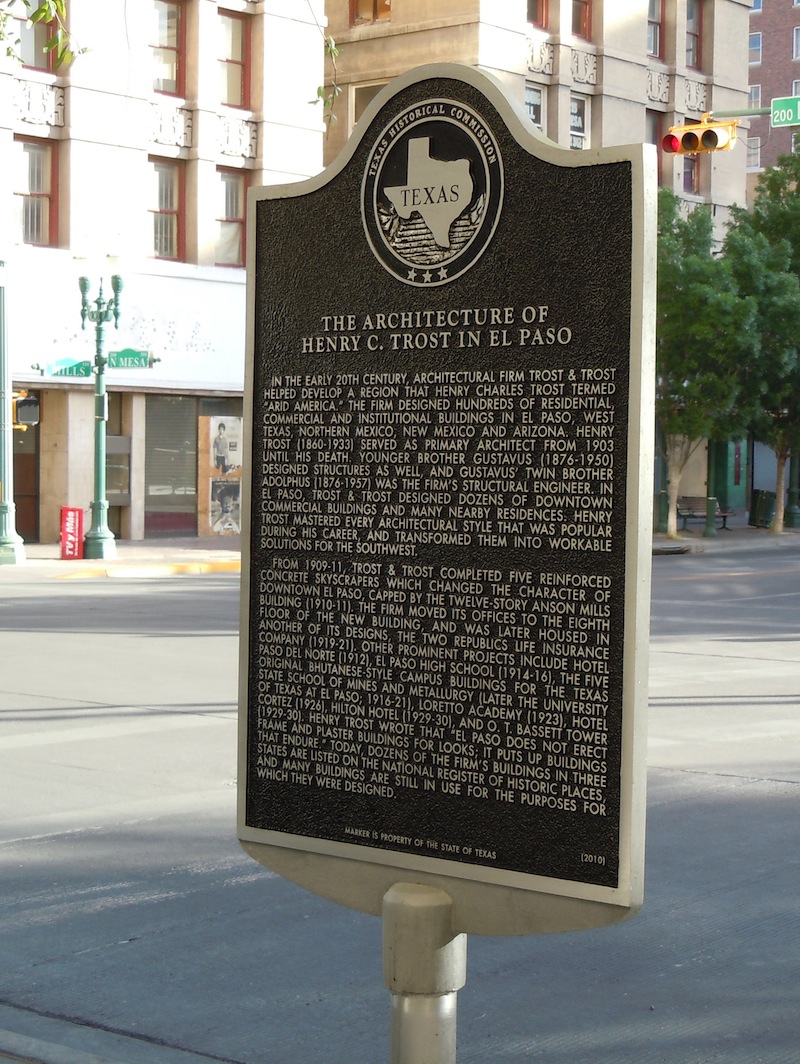 TEXAS HISTORICAL COMMISSION
TEXAS
THE ARCHITECTURE OF
HENRY C. TROST IN EL PASO
IN THE EARLY 20TH CENTURY, ARCHITECTURAL FIRM TROST & TROST
HELPED DEVELOP A REGION THAT HENRY CHARLES TROST TERMED
"ARID AMERICA." THE FIRM DESIGNED HUNDREDS OF RESIDENTIAL,
COMMERCIAL AND INSTITUTIONAL BUILDINGS IN EL PASO, WEST
TEXAS, NORTHERN MEXICO, NEW MEXICO AND ARIZONA. HENRY
TROST (1860-1933) SERVED AS PRIMARY ARCHITECT FROM 1903
UNTIL HIS DEATH. YOUNGER BROTHER GUSTAVUS (1876-1950)
DESIGNED STRUCTURES AS WELL, AND GUSTAVUS' TWIN BROTHER
ADOLPHUS (1876-1957) WAS THE FIRM'S STRUCTURAL ENGINEER. IN
EL PASO, TROST & TROST DESIGNED DOZENS OF DOWNTOWN
COMMERCIAL BUILDINGS AND MANY NEARBY RESIDENCES. HENRY
TROST MASTERED EVERY ARCHITECTURAL STYLE THAT WAS POPULAR
DURING HIS CAREER, AND TRANSFORMED THEM INTO WORKABLE
SOLUTIONS FOR THE SOUTHWEST.
FROM 1909-11, TROST & TROST COMPLETED FIVE REINFORCED
CONCRETE SKYSCRAPERS WHICH CHANGED THE CHARACTER OF
DOWNTOWN EL PASO, CAPPED BY THE TWELVE-STORY ANSON MILLS
BUILDING (1910-11). THE FIRM MOVED ITS OFFICES TO THE EIGHTH
FLOOR OF THE NEW BUILDING, AND WAS LATER HOUSED IN
ANOTHER OF ITS DESIGNS, THE TWO REPUBLICS LIFE INSURANCE
COMPANY (1919-21). OTHER PROMINENT PROJECTS INCLUDE HOTEL
PASO DEL NORTE (1912), EL PASO HIGH SCHOOL (1914-16), THE FIVE
ORIGINAL BHUTANESE-STYLE CAMPUS BUILDINGS FOR THE TEXAS
STATE SCHOOL OF MINES AND METALLURGY (LATER THE UNIVERSITY
OF TEXAS AT EL PASO, 1916-21), LORETTO ACADEMY (1923), HOTEL
CORTEZ (1926), HILTON HOTEL (1929-30), AND O. T. BASSETT TOWER
(1929-30). HENRY TROST WROTE THAT "EL PASO DOES NOT ERECT
FRAME AND PLASTER BUILDINGS FOR LOOKS; IT PUTS UP BUILDINGS
THAT ENDURE." TODAY, DOZENS OF THE FIRM'S BUILDINGS IN THREE
STATES ARE LISTED ON THE NATIONAL REGISTER OF HISTORIC PLACES,
AND MANY BUILDINGS ARE STILL IN USE FOR THE PURPOSES FOR
WHICH THEY WERE DESIGNED.
MARKER IS PROPERTY OF THE STATE OF TEXAS
(2010)
MILLS
N MESA
TV y Más
200